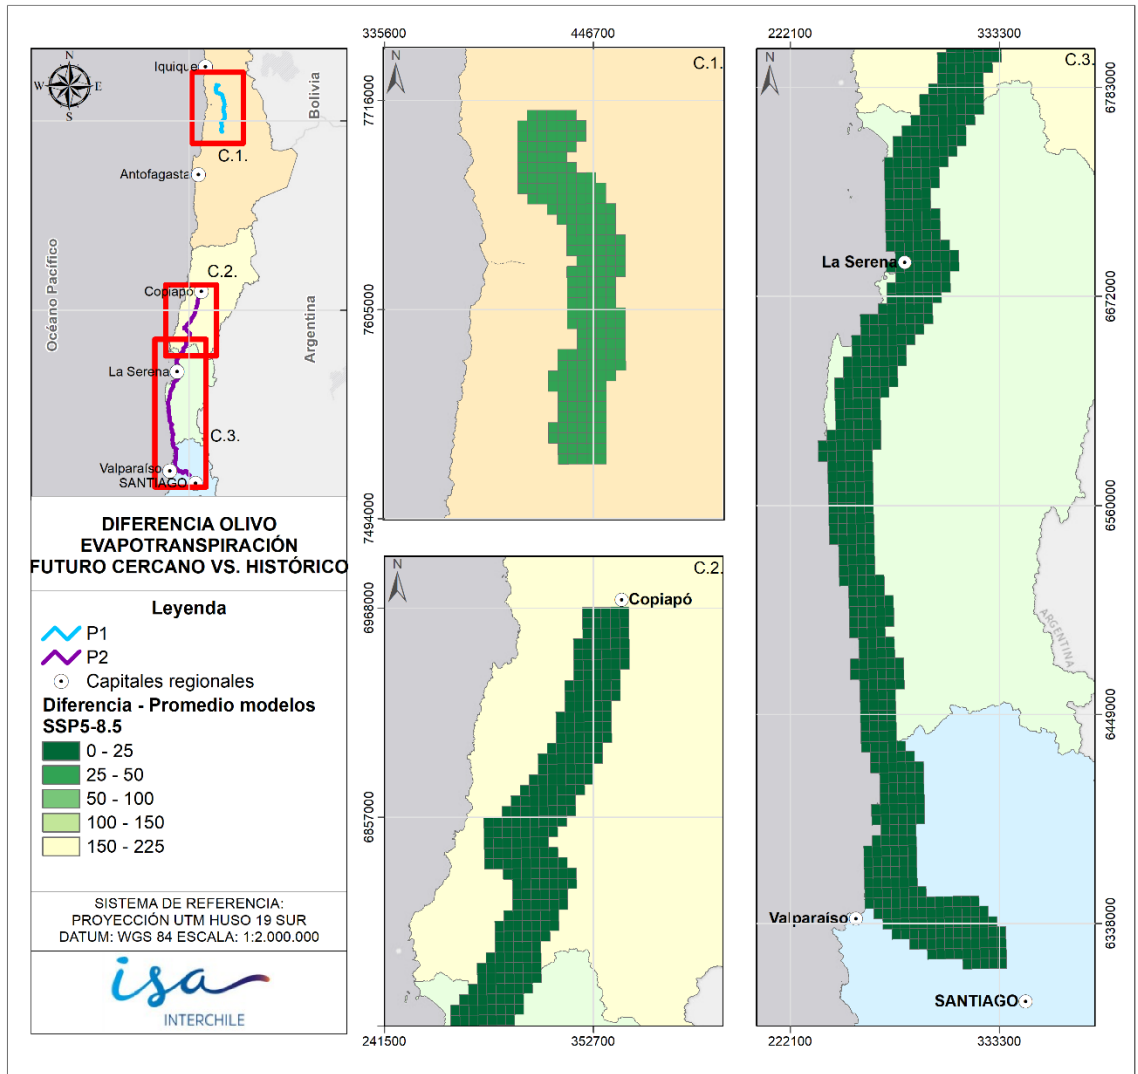 N
W
E
S
Iquique
Bolivia
C.1.
Antofagasta
Océano Pacífico
C.2.
Copiapó
Argentina
La Serena
C.3.
Valparaíso
SANTIAGO
DIFERENCIA OLIVO
EVAPOTRANSPIRACIÓN
FUTURO CERCANO VS. HISTÓRICO
Leyenda
P1
P2
Capitales regionales
Diferencia - Promedio modelos
SSP5-8.5
0 - 25
25 - 50
50 - 100
100 - 150
150 - 225
SISTEMA DE REFERENCIA:
PROYECCIÓN UTM HUSO 19 SUR
DATUM: WGS 84 ESCALA: 1:2.000.000
isa
INTERCHILE
335600
446700
N
C.1.
7716000
7605000
7494000
N
C.2.
Copiapó
6968000
6857000
241500
352700
222100
333300
N
C.3.
6783000
La Serena
6672000
6560000
ARGENTINA
6449000
Valparaíso
6338000
SANTIAGO
222100
333300